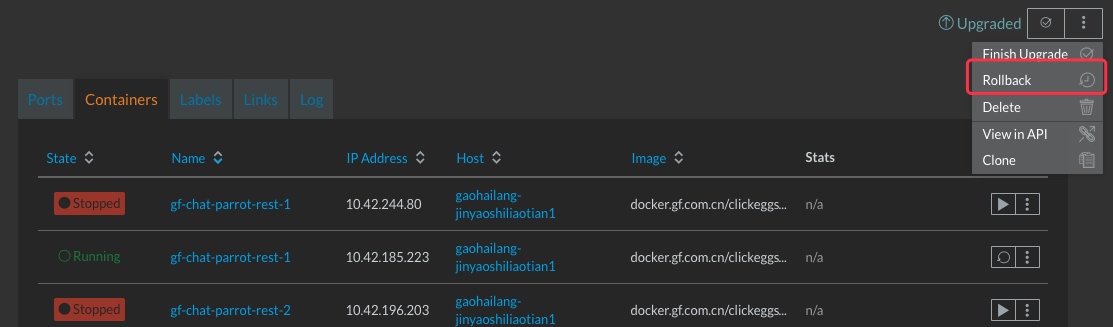 Upgraded
Finish Upgrade
Rollback
Delete
View in API
Clone
Ports Containers Labels Links Log
State Name IP Address Host Image Stats
Stopped gf-chat-parrot-rest-1 10.42.244.80 gaohailang-jinyaoshiliaotian1 docker.gf.com.cn/clickeggs... n/a
Running gf-chat-parrot-rest-1 10.42.185.223 gaohailang-jinyaoshiliaotian1 docker.gf.com.cn/clickeggs... n/a
Stopped gf-chat-parrot-rest-2 10.42.196.203 gaohailang-jinyaoshiliaotian1 docker.gf.com.cn/clickeggs... n/a